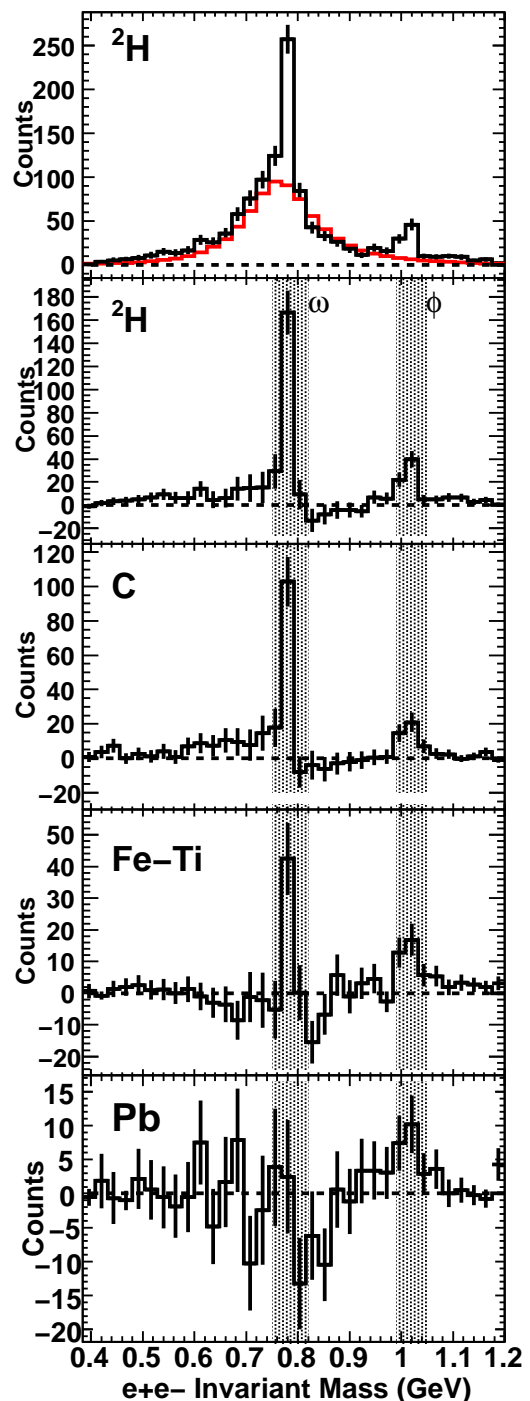 250
²H
200
150
100
50
0
Counts
180
²H
ω
ϕ
160
140
120
100
80
60
40
20
0
−20
Counts
120
C
100
80
60
40
20
0
−20
Counts
50
Fe−Ti
40
30
20
10
0
−10
−20
Counts
15
Pb
10
5
0
−5
−10
−15
−20
Counts
0.4 0.5 0.6 0.7 0.8 0.9 1 1.1 1.2
e+e− Invariant Mass (GeV)